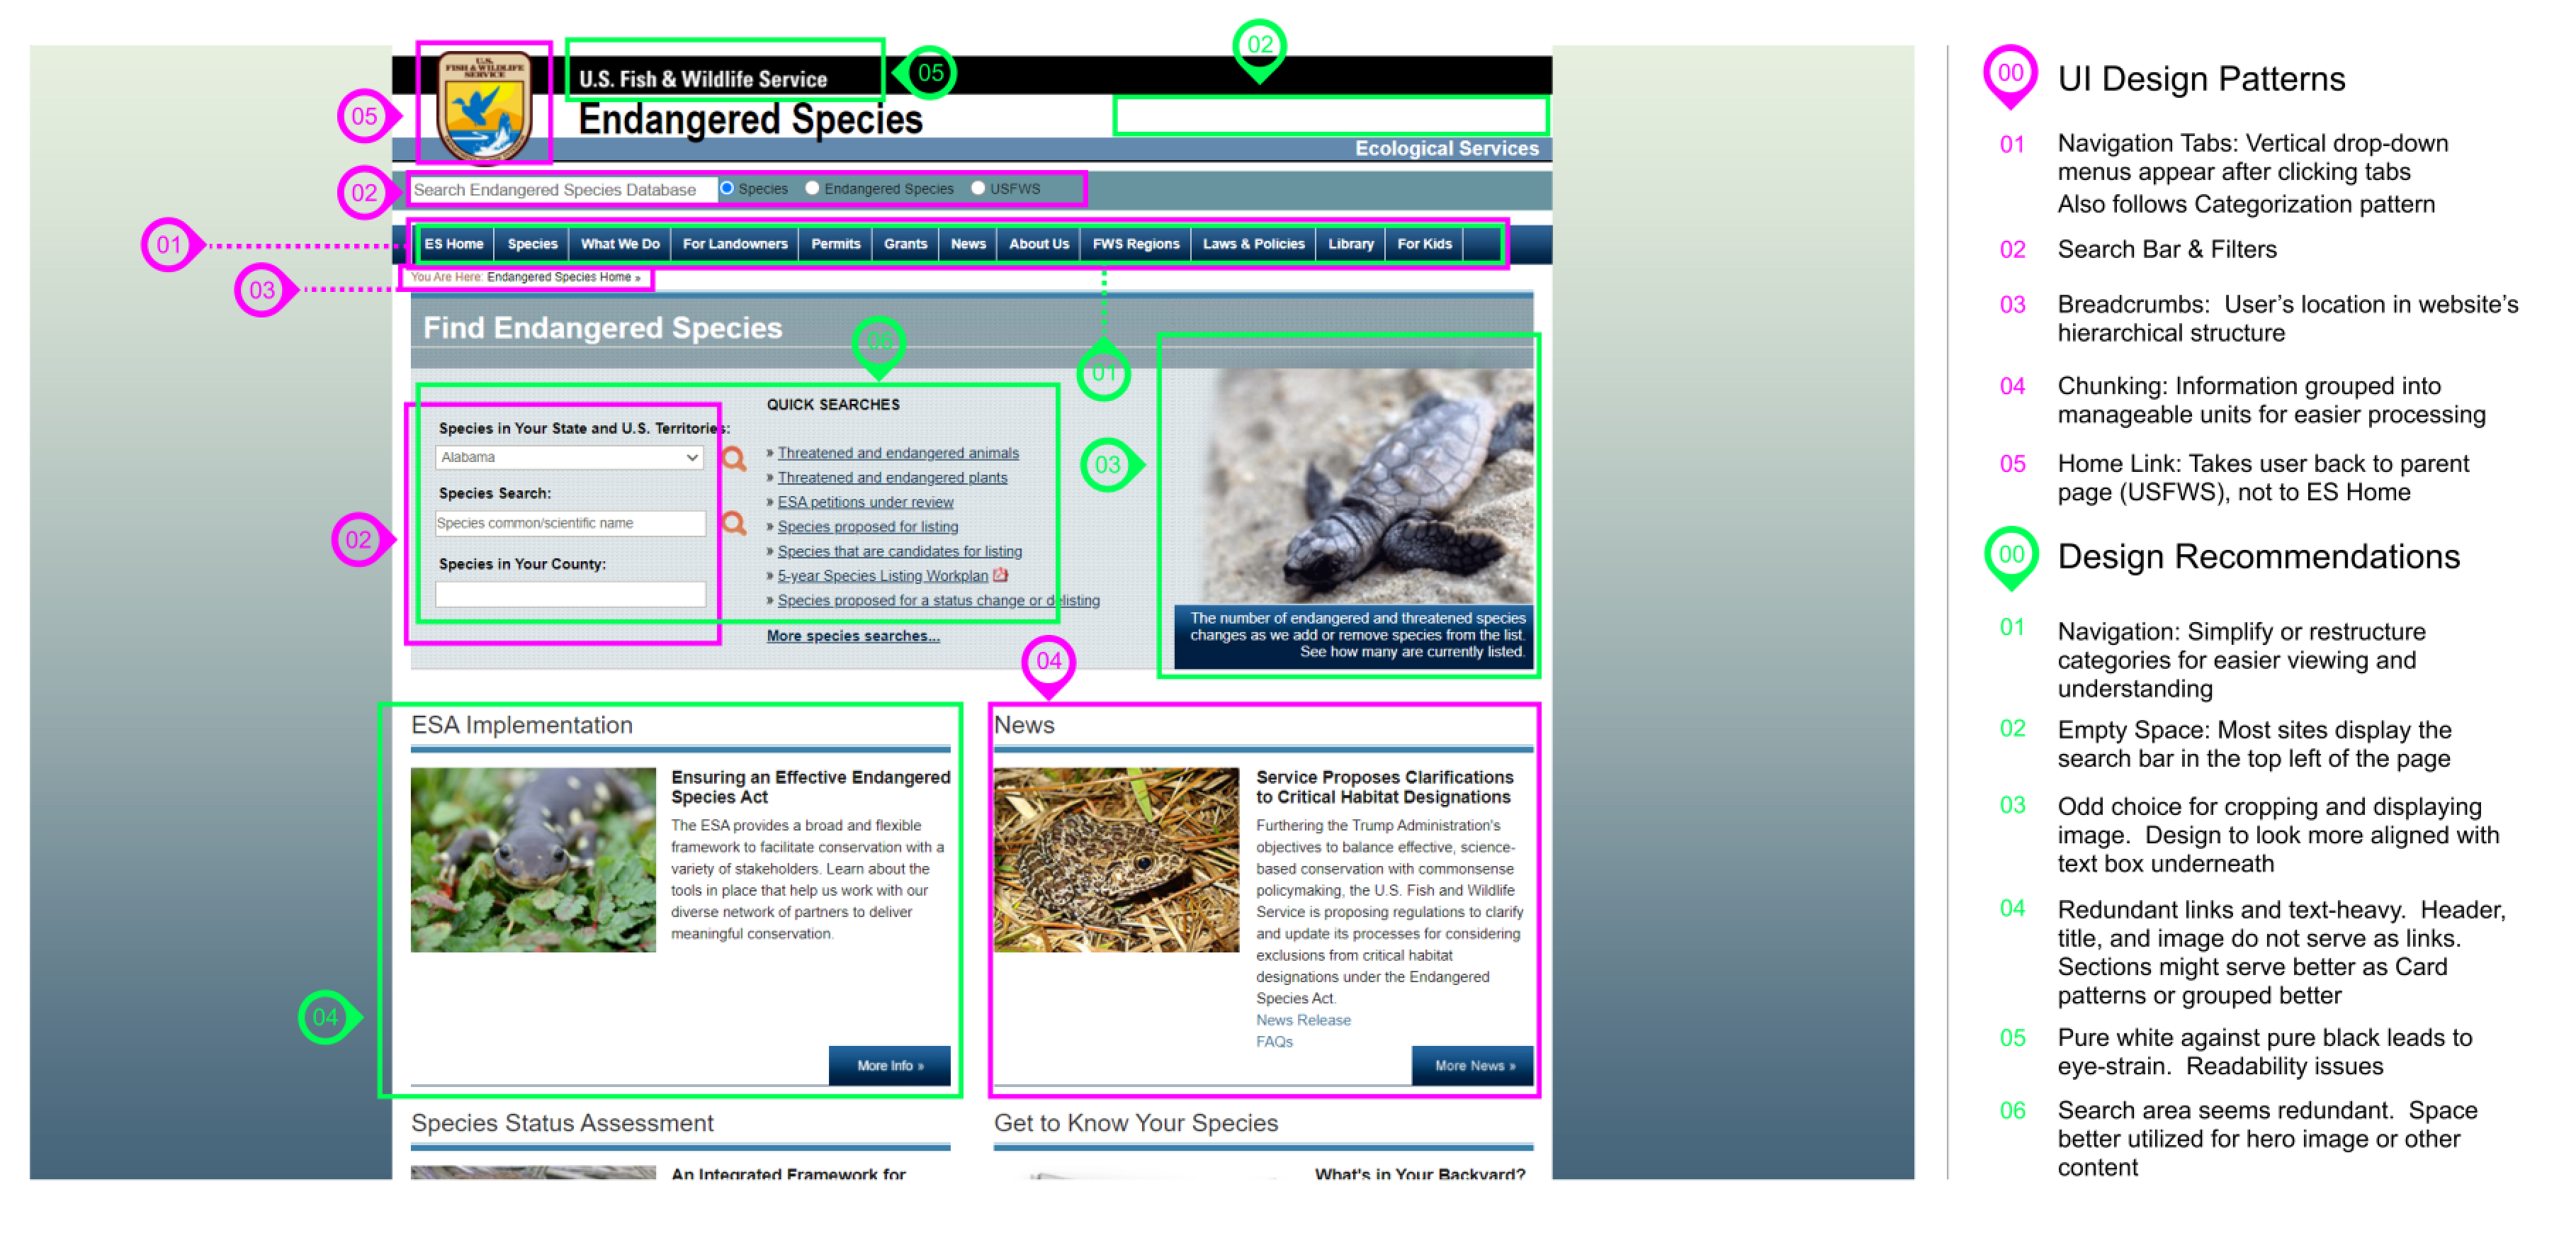 02
U.S.
FISH & WILDLIFE
SERVICE
U.S. Fish & Wildlife Service
05
05
Endangered Species
Ecological Services
02
Search Endangered Species Database
Species
Endangered Species
USFWS
01
ES Home
Species
What We Do
For Landowners
Permits
Grants
News
About Us
FWS Regions
Laws & Policies
Library
For Kids
03
You Are Here: Endangered Species Home »
Find Endangered Species
06
01
QUICK SEARCHES
Species in Your State and U.S. Territories:
Alabama
Species Search:
Species common/scientific name
Species in Your County:
02
» Threatened and endangered animals
» Threatened and endangered plants
» ESA petitions under review
» Species proposed for listing
» Species that are candidates for listing
» 5-year Species Listing Workplan
» Species proposed for a status change or delisting
More species searches...
03
The number of endangered and threatened species
changes as we add or remove species from the list.
See how many are currently listed.
04
ESA Implementation
Ensuring an Effective Endangered
Species Act
The ESA provides a broad and flexible
framework to facilitate conservation with a
variety of stakeholders. Learn about the
tools in place that help us work with our
diverse network of partners to deliver
meaningful conservation.
04
More Info »
News
Service Proposes Clarifications
to Critical Habitat Designations
Furthering the Trump Administration's
objectives to balance effective, science-
based conservation with commonsense
policymaking, the U.S. Fish and Wildlife
Service is proposing regulations to clarify
and update its processes for considering
exclusions from critical habitat
designations under the Endangered
Species Act.
News Release
FAQs
More News »
Species Status Assessment
An Integrated Framework for
Get to Know Your Species
What's in Your Backyard?
00 UI Design Patterns
01 Navigation Tabs: Vertical drop-down
menus appear after clicking tabs
Also follows Categorization pattern
02 Search Bar & Filters
03 Breadcrumbs: User’s location in website’s
hierarchical structure
04 Chunking: Information grouped into
manageable units for easier processing
05 Home Link: Takes user back to parent
page (USFWS), not to ES Home
00 Design Recommendations
01 Navigation: Simplify or restructure
categories for easier viewing and
understanding
02 Empty Space: Most sites display the
search bar in the top left of the page
03 Odd choice for cropping and displaying
image. Design to look more aligned with
text box underneath
04 Redundant links and text-heavy. Header,
title, and image do not serve as links.
Sections might serve better as Card
patterns or grouped better
05 Pure white against pure black leads to
eye-strain. Readability issues
06 Search area seems redundant. Space
better utilized for hero image or other
content